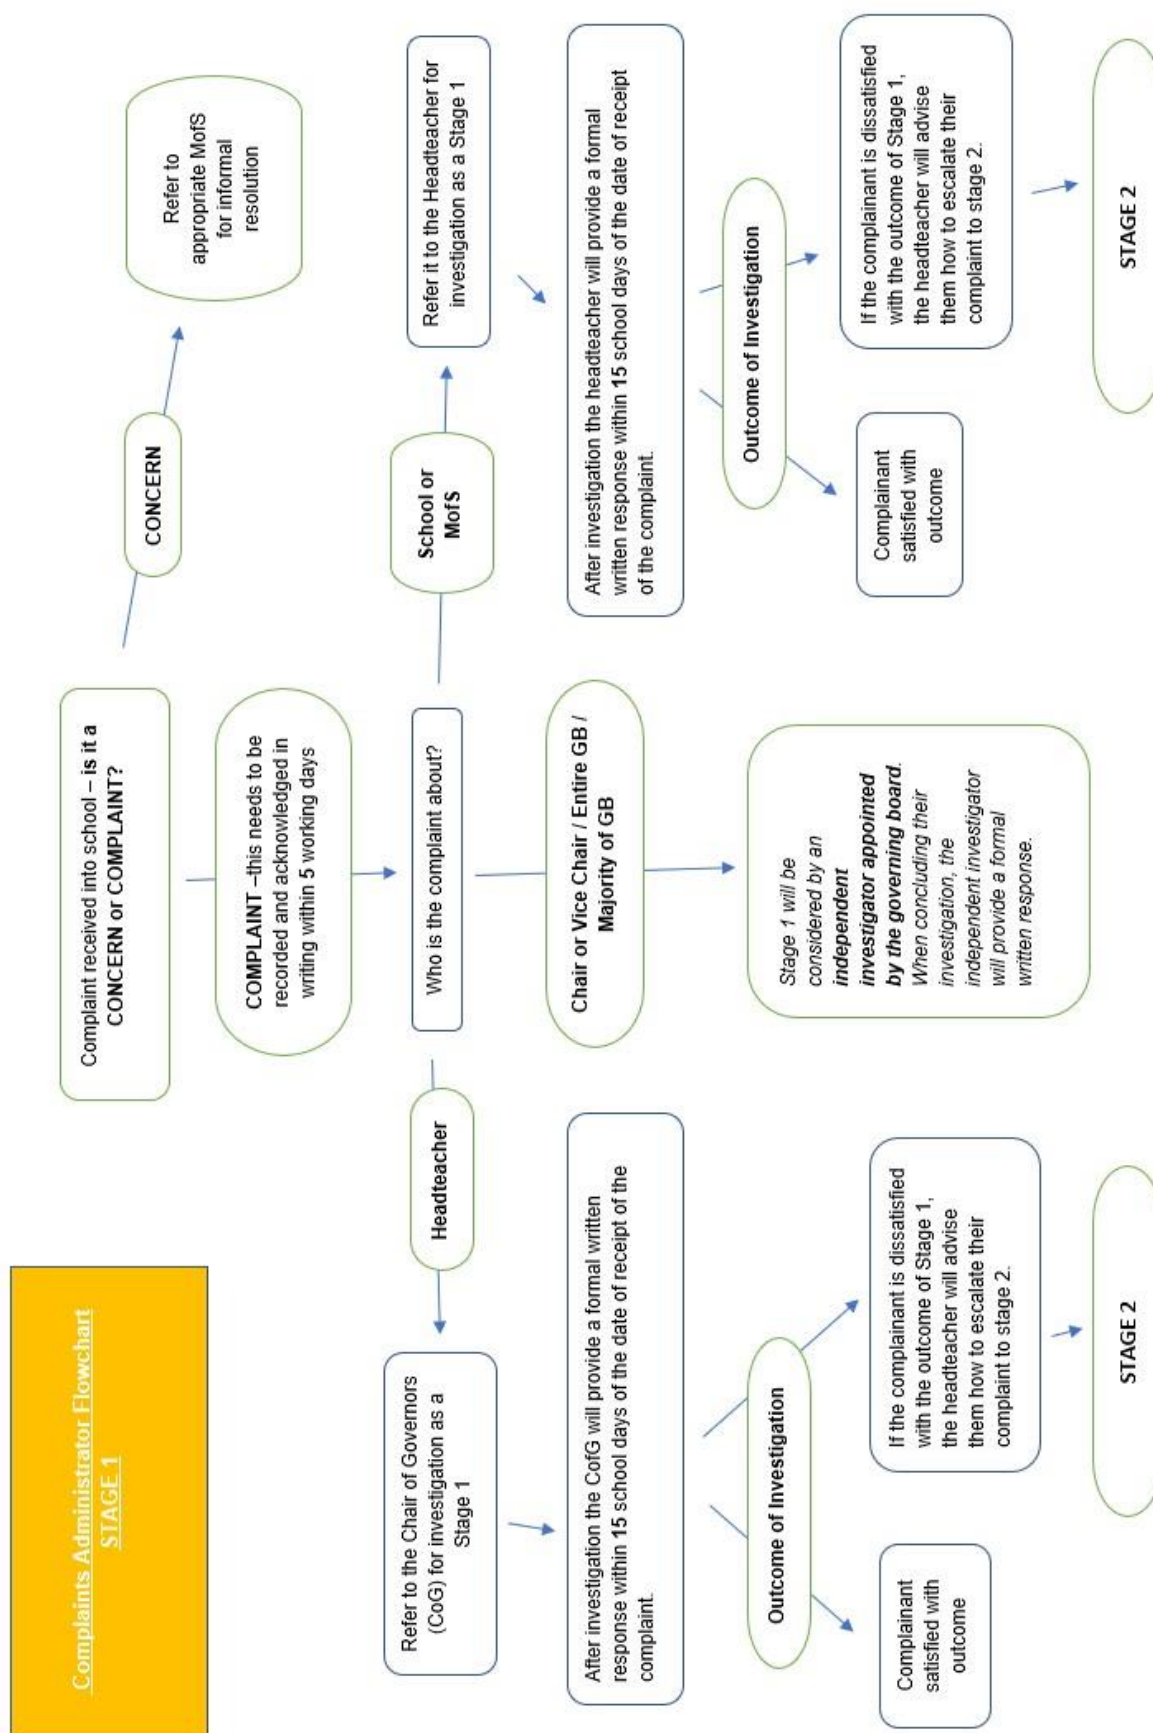 Complaints Administrator Flowchart
STAGE 1
Complaint received into school – is it a
CONCERN or COMPLAINT?
CONCERN
Refer to
appropriate MofS
for informal
resolution
COMPLAINT –this needs to be
recorded and acknowledged in
writing within 5 working days
Who is the complaint about?
Headteacher
Refer to the Chair of Governors
(CoG) for investigation as a
Stage 1
After investigation the CofG will provide a formal written
response within 15 school days of the date of receipt of the
complaint.
Outcome of Investigation
Complainant
satisfied with
outcome
If the complainant is dissatisfied
with the outcome of Stage 1,
the headteacher will advise
them how to escalate their
complaint to stage 2.
STAGE 2
Chair or Vice Chair / Entire GB /
Majority of GB
Stage 1 will be
considered by an
independent
investigator appointed
by the governing board.
When concluding their
investigation, the
independent investigator
will provide a formal
written response.
School or
MofS
Refer it to the Headteacher for
investigation as a Stage 1
After investigation the headteacher will provide a formal
written response within 15 school days of the date of receipt
of the complaint.
Outcome of Investigation
Complainant
satisfied with
outcome
If the complainant is dissatisfied
with the outcome of Stage 1,
the headteacher will advise
them how to escalate their
complaint to stage 2.
STAGE 2